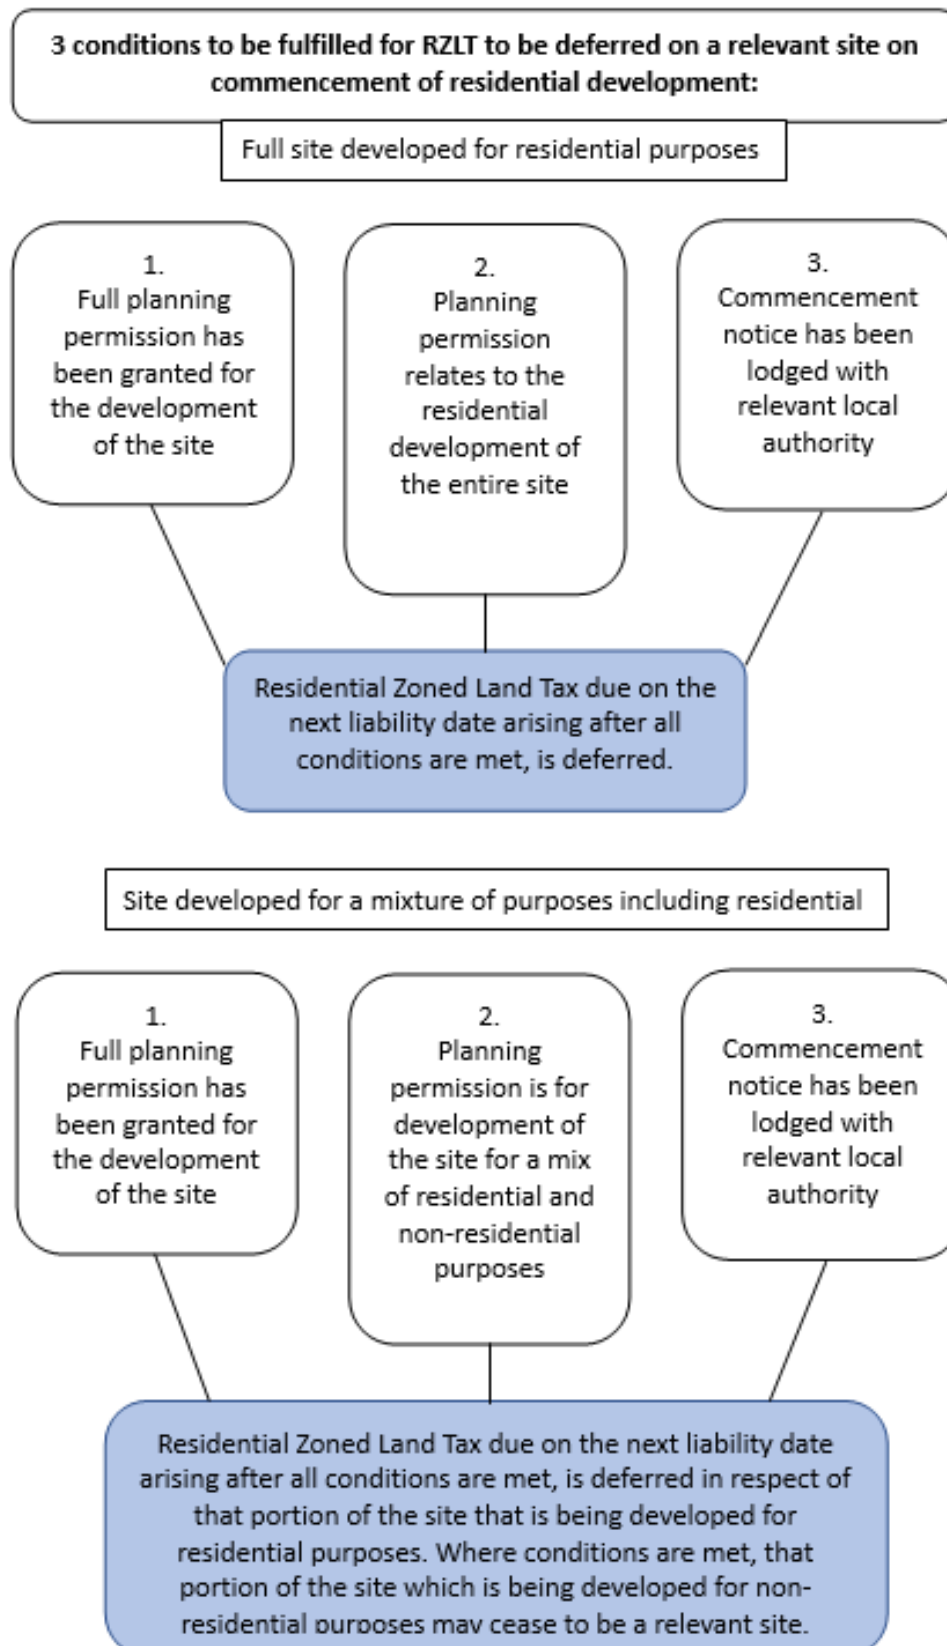 3 conditions to be fulfilled for RZLT to be deferred on a relevant site on
commencement of residential development:
Full site developed for residential purposes
1.
Full planning
permission has
been granted for
the development
of the site
2.
Planning
permission
relates to the
residential
development of
the entire site
3.
Commencement
notice has been
lodged with
relevant local
authority
Residential Zoned Land Tax due on the
next liability date arising after all
conditions are met, is deferred.
Site developed for a mixture of purposes including residential
1.
Full planning
permission has
been granted for
the development
of the site
2.
Planning
permission is for
development of
the site for a mix
of residential and
non-residential
purposes
3.
Commencement
notice has been
lodged with
relevant local
authority
Residential Zoned Land Tax due on the next liability date
arising after all conditions are met, is deferred in respect of
that portion of the site that is being developed for
residential purposes. Where conditions are met, that
portion of the site which is being developed for non-
residential purposes may cease to be a relevant site.